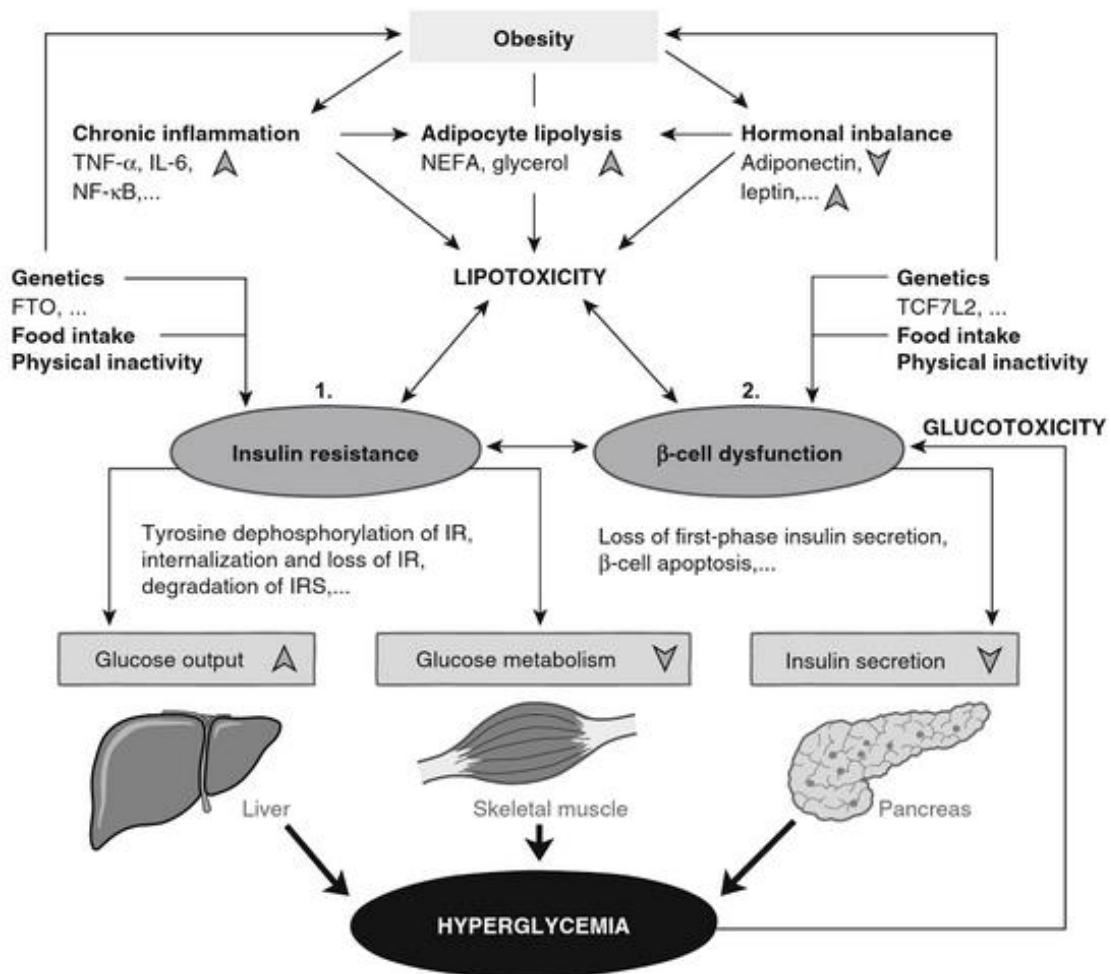 Obesity
Chronic inflammation
TNF-α, IL-6,
NF-κB,...
Adipocyte lipolysis
NEFA, glycerol
Hormonal inbalance
Adiponectin,
leptin,...
LIPOTOXICITY
Genetics
FTO, ...
Food intake
Physical inactivity
Genetics
TCF7L2, ...
Food intake
Physical inactivity
1.
Insulin resistance
2.
β-cell dysfunction
GLUCOTOXICITY
Tyrosine dephosphorylation of IR,
internalization and loss of IR,
degradation of IRS,...
Loss of first-phase insulin secretion,
β-cell apoptosis,...
Glucose output
Glucose metabolism
Insulin secretion
Liver
Skeletal muscle
Pancreas
HYPERGLYCEMIA